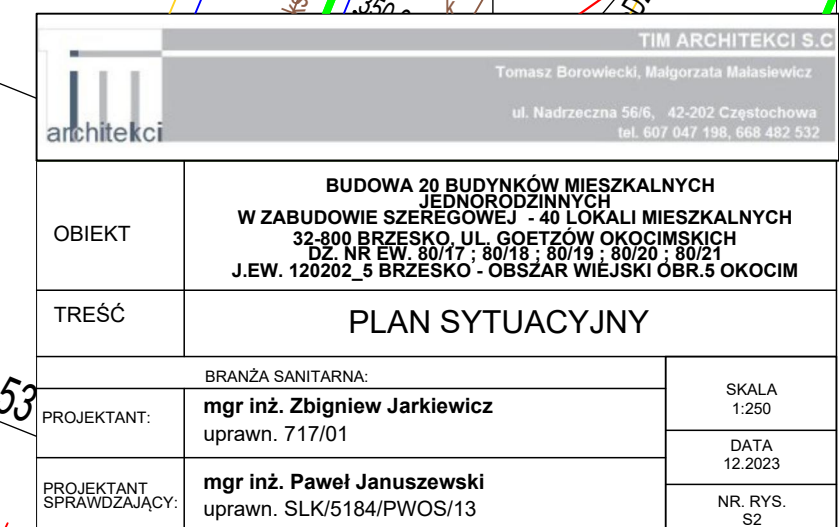 350
k
TIM ARCHITEKCI S.C
Tomasz Borowiecki, Małgorzata Małasiewicz
ul. Nadrzeczna 56/6, 42-202 Częstochowa
tel. 607 047 198, 668 482 532
architekci
OBIEKT
BUDOWA 20 BUDYNKÓW MIESZKALNYCH
JEDNORODZINNYCH
W ZABUDOWIE SZEREGOWEJ - 40 LOKALI MIESZKALNYCH
32-800 BRZESKO, UL. GOETZÓW OKOCIMSKICH
DZ. NR EW. 80/17 ; 80/18 ; 80/19 ; 80/20 ; 80/21
J.EW. 120202_5 BRZESKO - OBSZAR WIEJSKI OBR.5 OKOCIM
TREŚĆ
PLAN SYTUACYJNY
BRANŻA SANITARNA:
PROJEKTANT:
mgr inż. Zbigniew Jarkiewicz
uprawn. 717/01
PROJEKTANT
SPRAWDZAJĄCY:
mgr inż. Paweł Januszewski
uprawn. SLK/5184/PWOS/13
SKALA
1:250
DATA
12.2023
NR. RYS.
S2
53